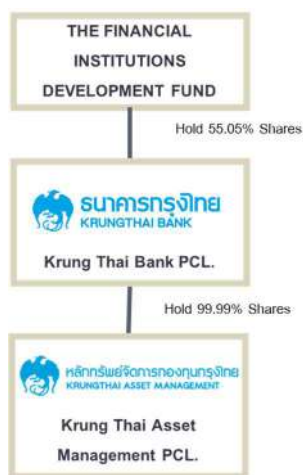 THE FINANCIAL
INSTITUTIONS
DEVELOPMENT FUND
Hold 55.05% Shares
ธนาคารกรุงไทย
KRUNGTHAI BANK
Krung Thai Bank PCL.
Hold 99.99% Shares
หลักทรัพย์จัดการกองทุนกรุงไทย
KRUNGTHAI ASSET MANAGEMENT
Krung Thai Asset
Management PCL.